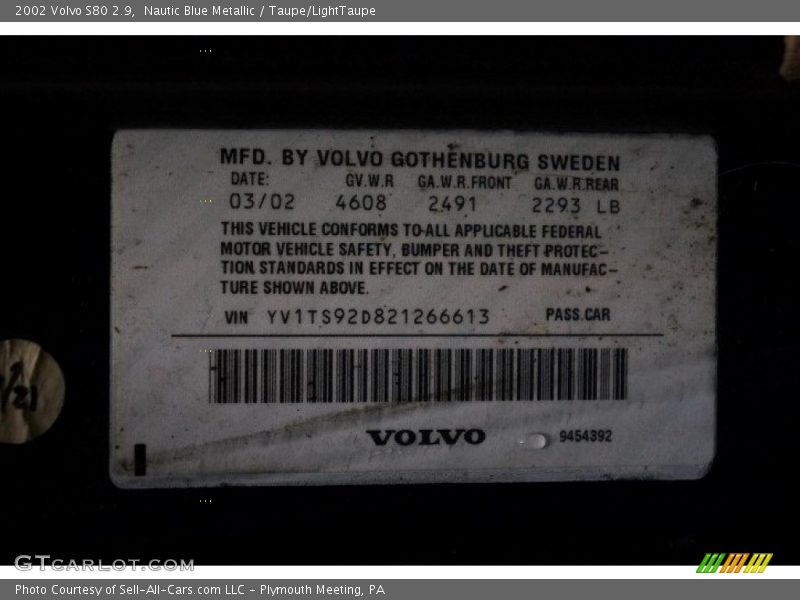 2002 Volvo S80 2.9, Nautic Blue Metallic / Taupe/LightTaupe
MFD. BY VOLVO GOTHENBURG SWEDEN
DATE: GV.W.R GA.W.R.FRONT GA.W.R.REAR
03/02 4608 2491 2293 LB
THIS VEHICLE CONFORMS TO ALL APPLICABLE FEDERAL
MOTOR VEHICLE SAFETY, BUMPER AND THEFT PROTEC-
TION STANDARDS IN EFFECT ON THE DATE OF MANUFAC-
TURE SHOWN ABOVE.
VIN YV1TS92D821266613 PASS.CAR
VOLVO 9454392
GTcarlot.com
Photo Courtesy of Sell-All-Cars.com LLC - Plymouth Meeting, PA